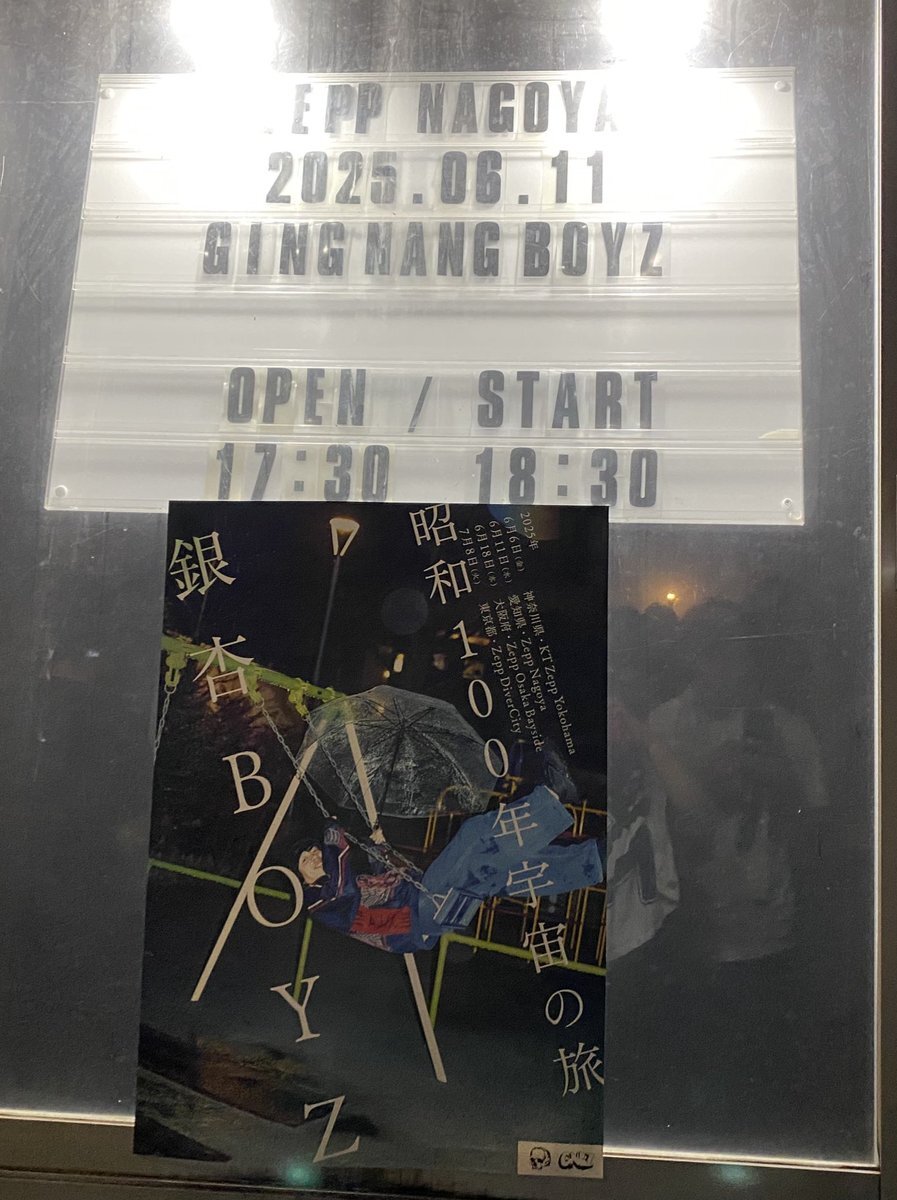 EPP NAGOYA
2025.06.11
GING NANG BOYZ
OPEN / START
17:30 18:30
2025年
6月6日(金) 神奈川県・KT Zepp Yokohama
6月11日(水) 愛知県・Zepp Nagoya
6月18日(水) 大阪府・Zepp Osaka Bayside
7月8日(火) 東京都・Zepp DiverCity
昭和100年宇宙の旅
銀杏BOYZ